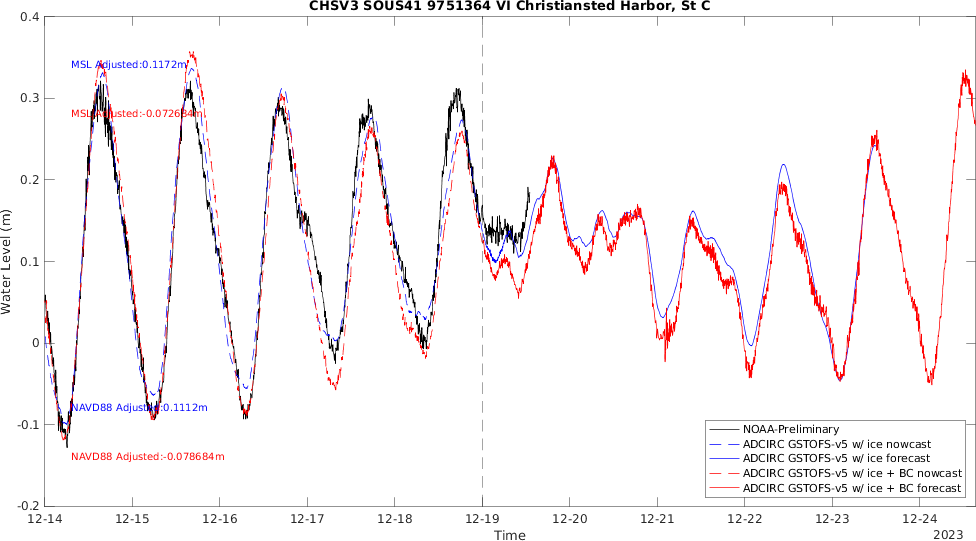 CHSV3 SOUS41 9751364 VI Christiansted Harbor, St C
0.4
0.3
0.2
0.1
0
-0.1
-0.2
Water Level (m)
MSL Adjusted:0.1172m
MSL Adjusted:-0.072684m
NAVD88 Adjusted:0.1112m
NAVD88 Adjusted:-0.078684m
NOAA-Preliminary
ADCIRC GSTOFS-v5 w/ ice nowcast
ADCIRC GSTOFS-v5 w/ ice forecast
ADCIRC GSTOFS-v5 w/ ice + BC nowcast
ADCIRC GSTOFS-v5 w/ ice + BC forecast
12-14 12-15 12-16 12-17 12-18 12-19 12-20 12-21 12-22 12-23 12-24
Time
2023